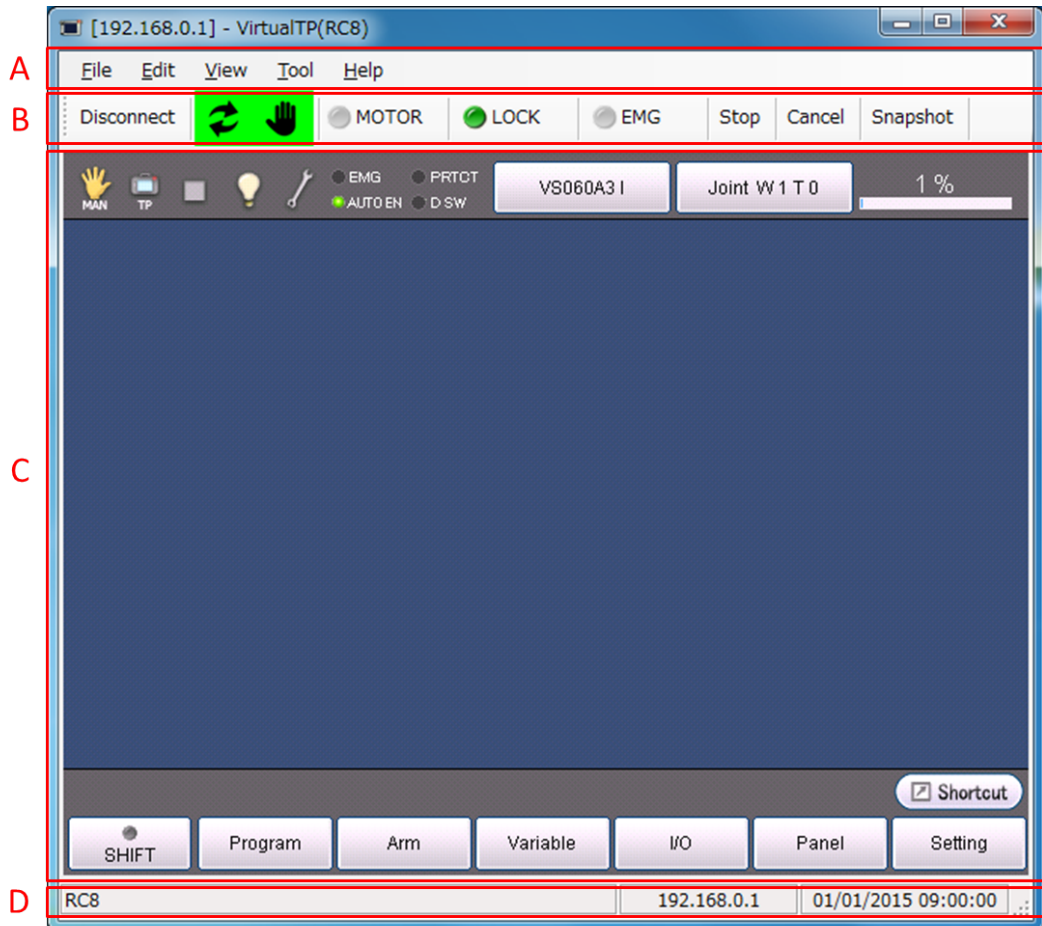 [192.168.0.1] - VirtualTP(RC8)
A
File Edit View Tool Help
B
Disconnect MOTOR LOCK EMG Stop Cancel Snapshot
EMG PRTCT
MAN TP AUTO EN D SW VS060A3 I Joint W 1 T 0 1 %
C
Shortcut
SHIFT Program Arm Variable I/O Panel Setting
D
RC8 192.168.0.1 01/01/2015 09:00:00